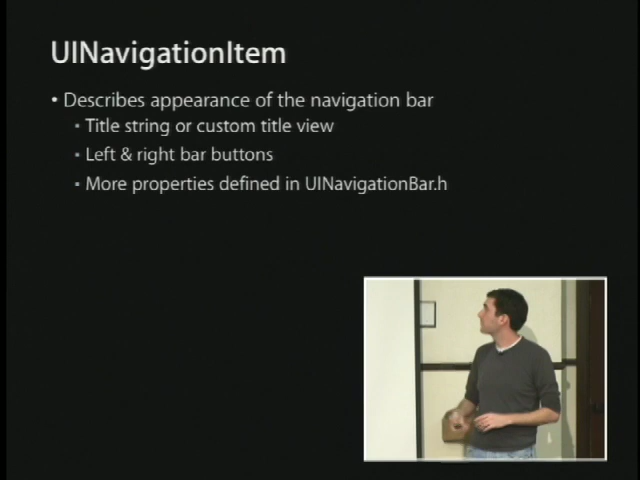 UINavigationItem
• Describes appearance of the navigation bar
▪ Title string or custom title view
▪ Left & right bar buttons
▪ More properties defined in UINavigationBar.h